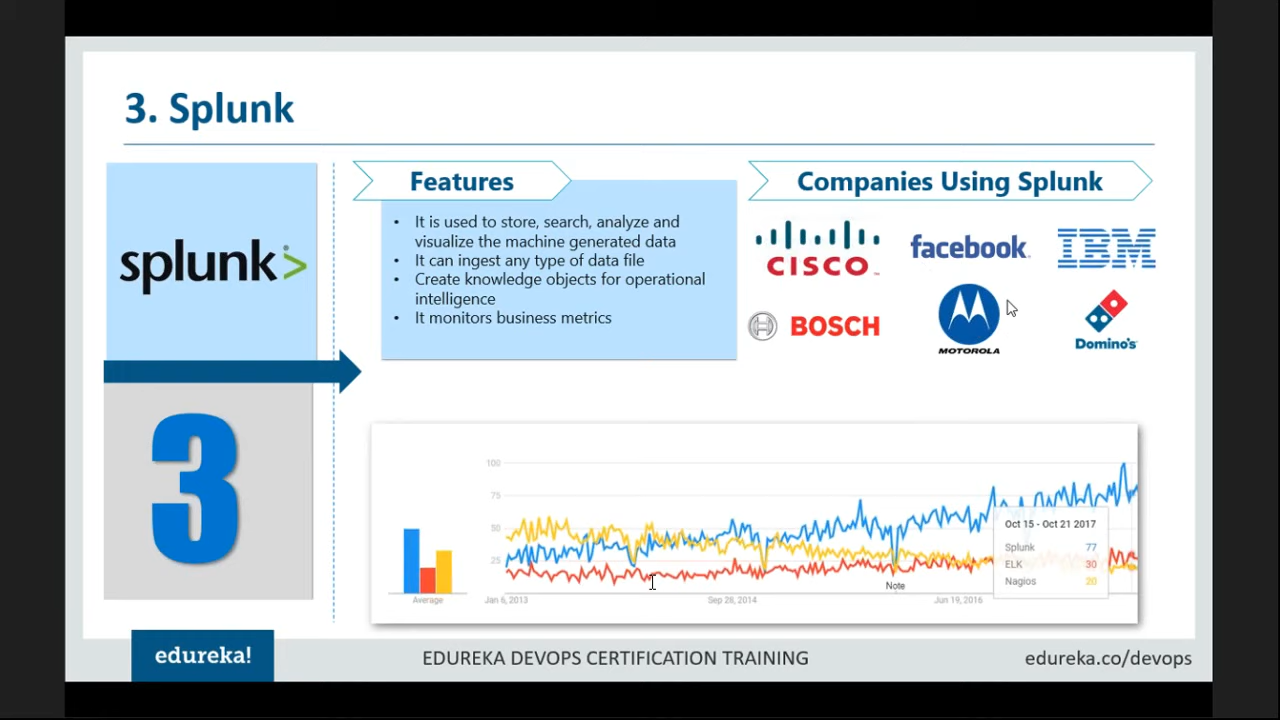 3. Splunk
splunk>
3
Features
• It is used to store, search, analyze and
visualize the machine generated data
• It can ingest any type of data file
• Create knowledge objects for operational
intelligence
• It monitors business metrics
Companies Using Splunk
CISCO™
facebook.
IBM
BOSCH
MOTOROLA
Domino's
100
75
50
25
Average
Jan 6, 2013
Sep 28, 2014
Jun 19, 2016
Note
Oct 15 - Oct 21 2017
Splunk 77
ELK 30
Nagios 20
edureka!
EDUREKA DEVOPS CERTIFICATION TRAINING
edureka.co/devops